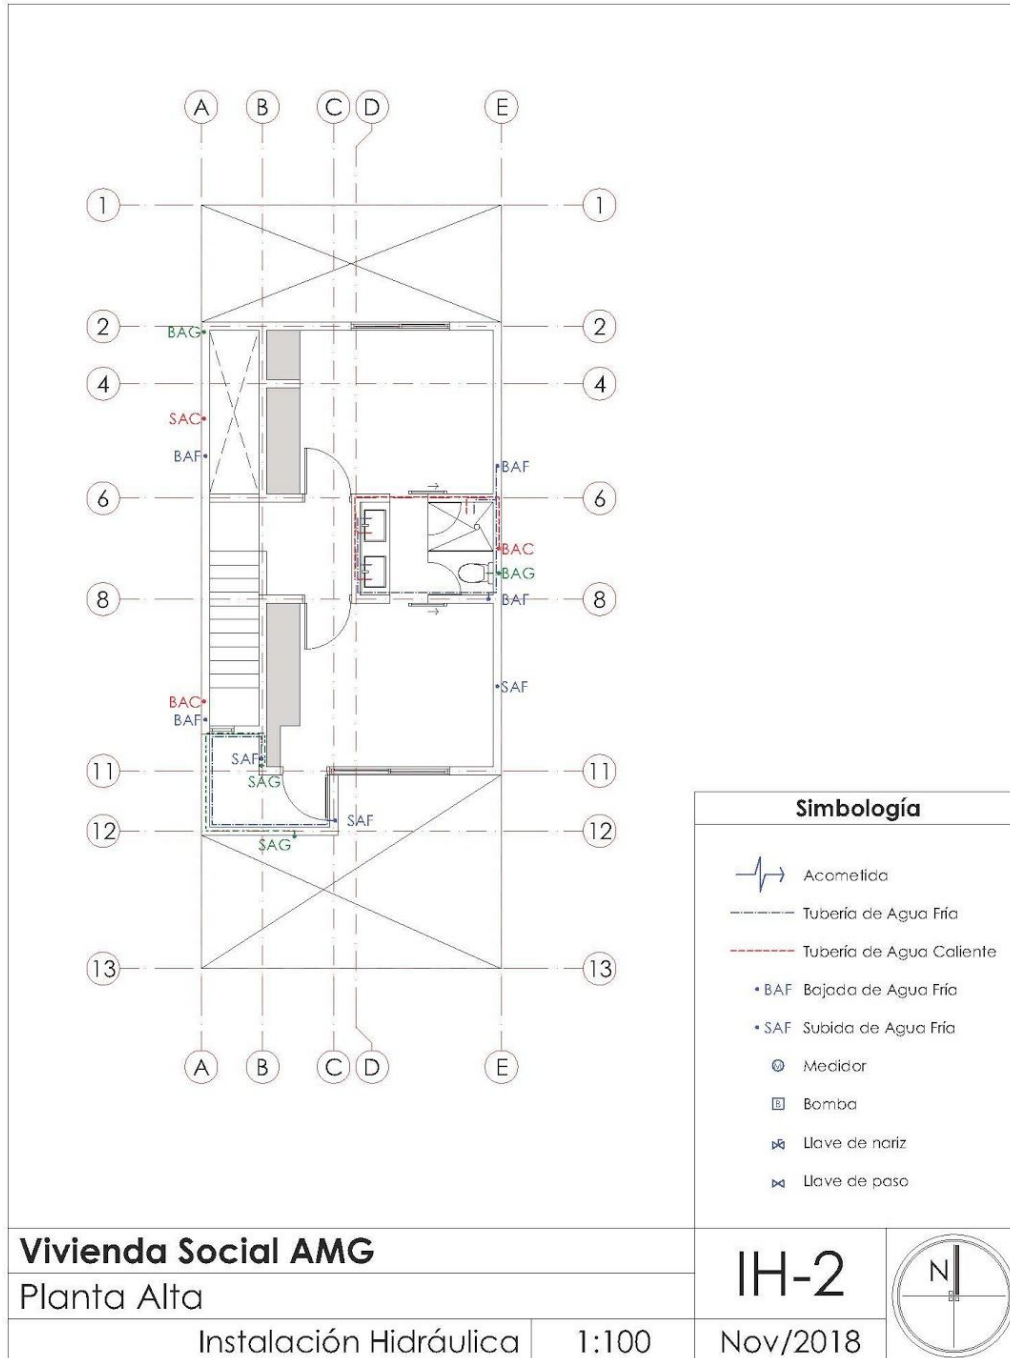 A B C D E
1 1
2 2
BAG
4 4
SAC
BAF BAF
6 6
BAC
BAG
8 BAF 8
SAF
BAC
BAF
SAF
11 11
SAG
SAF
12 12
SAG
13 13
A B C D E
Simbología
Acometida
Tubería de Agua Fría
Tubería de Agua Caliente
BAF Bajada de Agua Fría
SAF Subida de Agua Fría
M Medidor
B Bomba
Llave de nariz
Llave de paso
Vivienda Social AMG
Planta Alta
Instalación Hidráulica 1:100
IH-2
Nov/2018
N